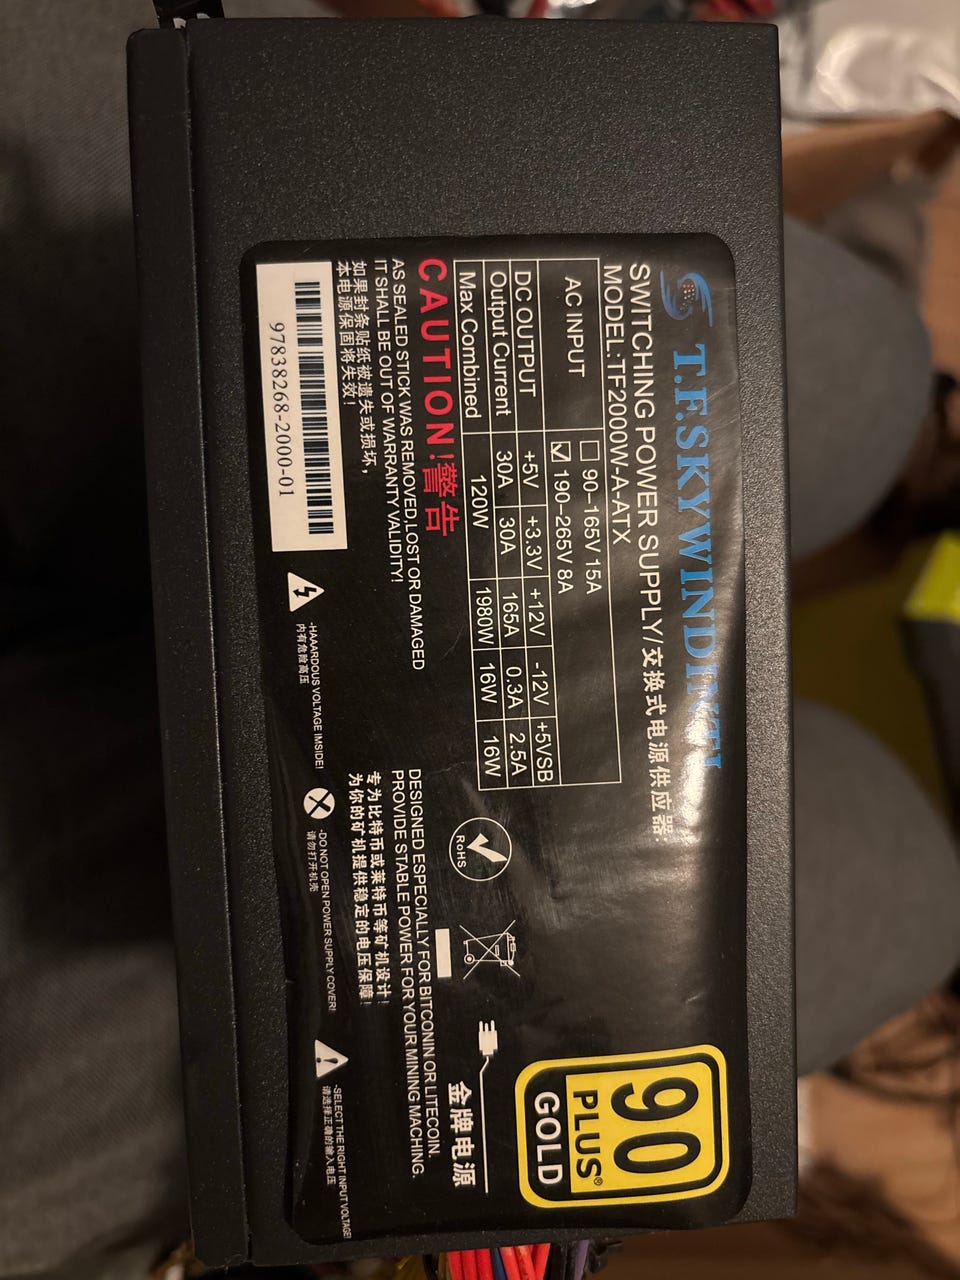 T.F.SKYWINDINTL
SWITCHING POWER SUPPLY/交换式电源供应器:
MODEL:TF2000W-A-ATX
AC INPUT
90-165V 15A
190-265V 8A
DC OUTPUT +5V +3.3V +12V -12V +5VSB
Output Current 30A 30A 165A 0.3A 2.5A
Max Combined 120W 1980W 16W 16W
CAUTION!警告
AS SEALED STICK WAS REMOVED,LOST OR DAMAGED
IT SHALL BE OUT OF WARRANTY VALIDITY!
如果封条贴纸被遗失或损坏,
本电源保固将失效!
97838268-2000-01
-HAAARDOUS VOLTAGE IMSIDE!
内有危险高压
-DO NOT OPEN POWER SUPPLY COVER!
请勿打开机壳
-SELECT THE RIGHT INPUT VOLTAGE!
请选择正确的输入电压
RoHS
DESIGNED ESPECIALLY FOR BITCONIN OR LITECOIN.
PROVIDE STABLE POWER FOR YOUR MINING MACHING.
专为比特币或莱特币等矿机设计!
为你的矿机提供稳定的电压保障!
金牌电源
90
PLUS®
GOLD